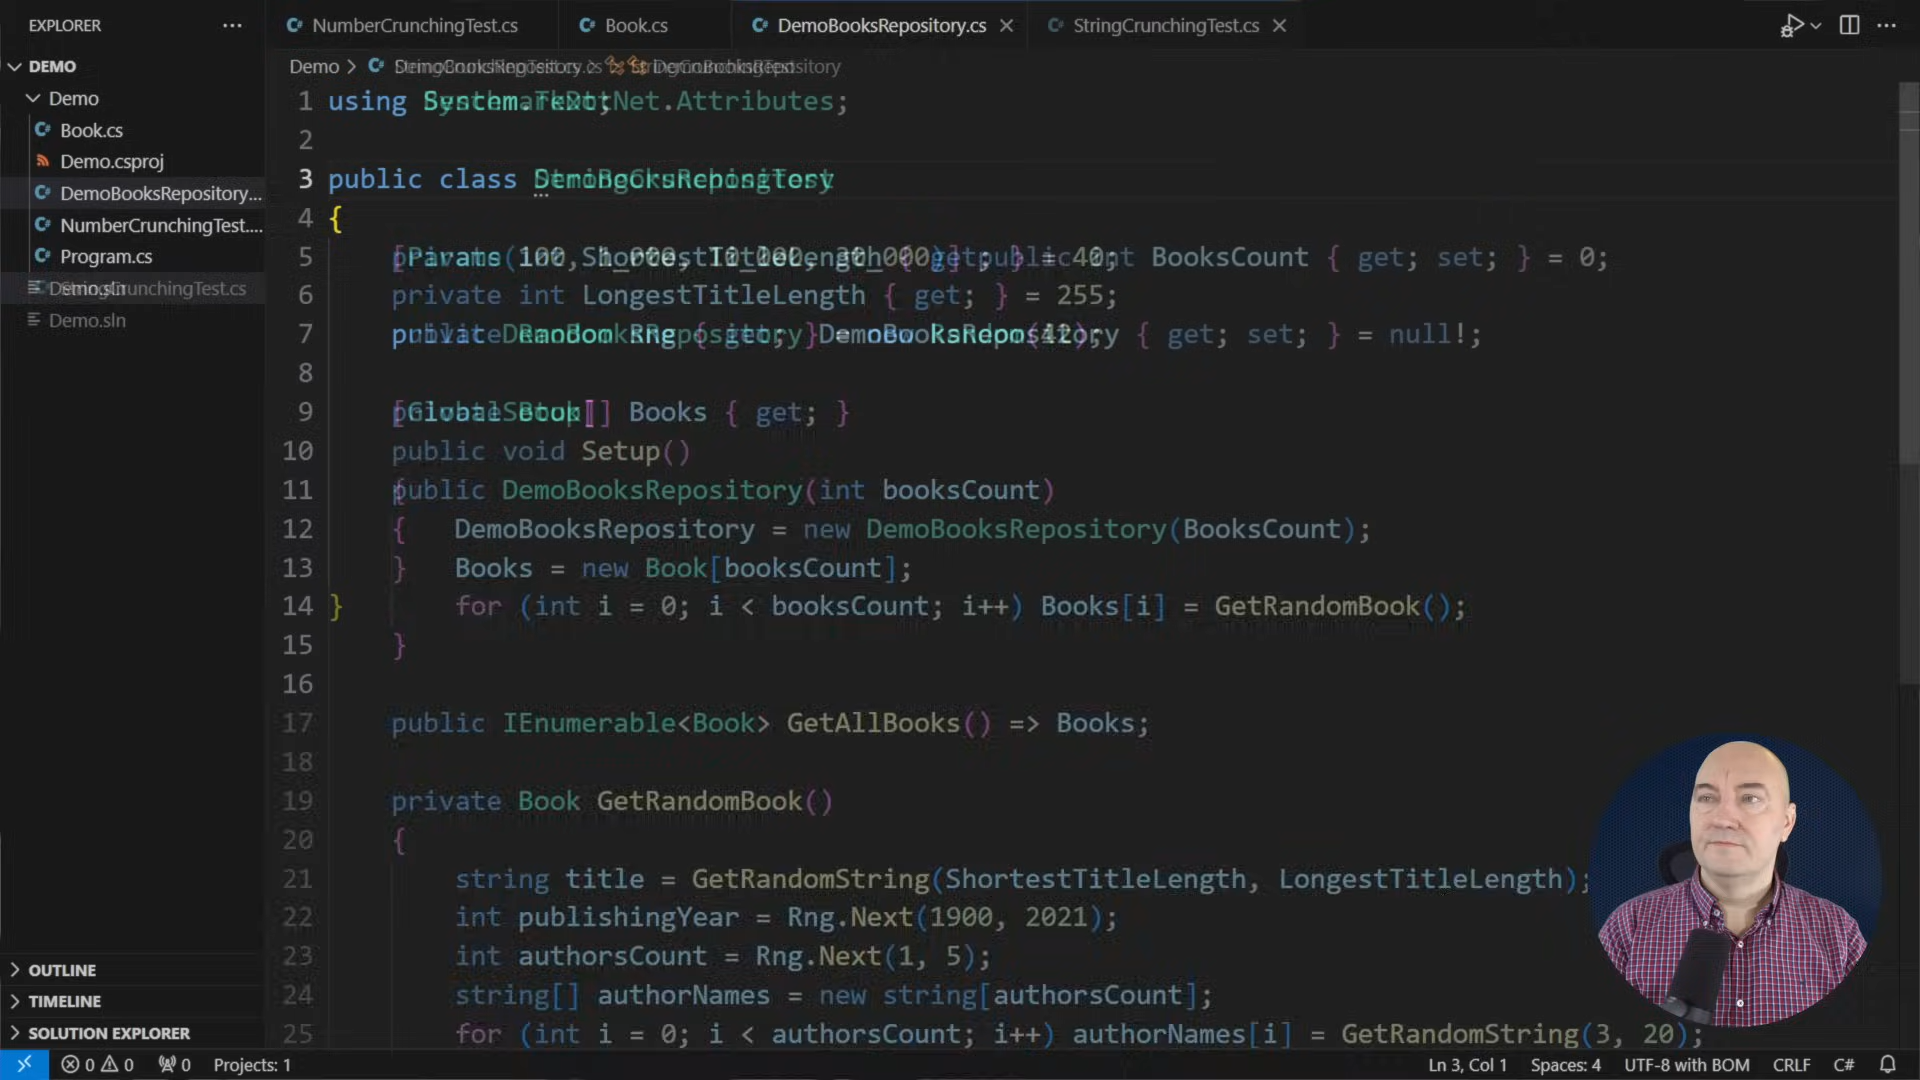 EXPLORER
NumberCrunchingTest.cs
Book.cs
DemoBooksRepository.cs
StringCrunchingTest.cs
DEMO
Demo
Book.cs
Demo.csproj
DemoBooksRepository...
NumberCrunchingTest....
Program.cs
Demo.sln
OUTLINE
TIMELINE
SOLUTION EXPLORER
Demo >
1 using
2
3 public class
4 {
5 BooksCount { get; set; } = 0;
6 private int LongestTitleLength { get; } = 255;
7 { get; set; } = null!;
8
9 Books { get; }
10 public void Setup()
11 public DemoBooksRepository(int booksCount)
12 { DemoBooksRepository = new DemoBooksRepository(BooksCount);
13 } Books = new Book[booksCount];
14 } for (int i = 0; i < booksCount; i++) Books[i] = GetRandomBook();
15 }
16
17 public IEnumerable<Book> GetAllBooks() => Books;
18
19 private Book GetRandomBook()
20 {
21 string title = GetRandomString(ShortestTitleLength, LongestTitleLength);
22 int publishingYear = Rng.Next(1900, 2021);
23 int authorsCount = Rng.Next(1, 5);
24 string[] authorNames = new string[authorsCount];
25 for (int i = 0; i < authorsCount; i++) authorNames[i] = GetRandomString(3, 20);
0 0 0 Projects: 1
Ln 3, Col 1 Spaces: 4 UTF-8 with BOM CRLF C#